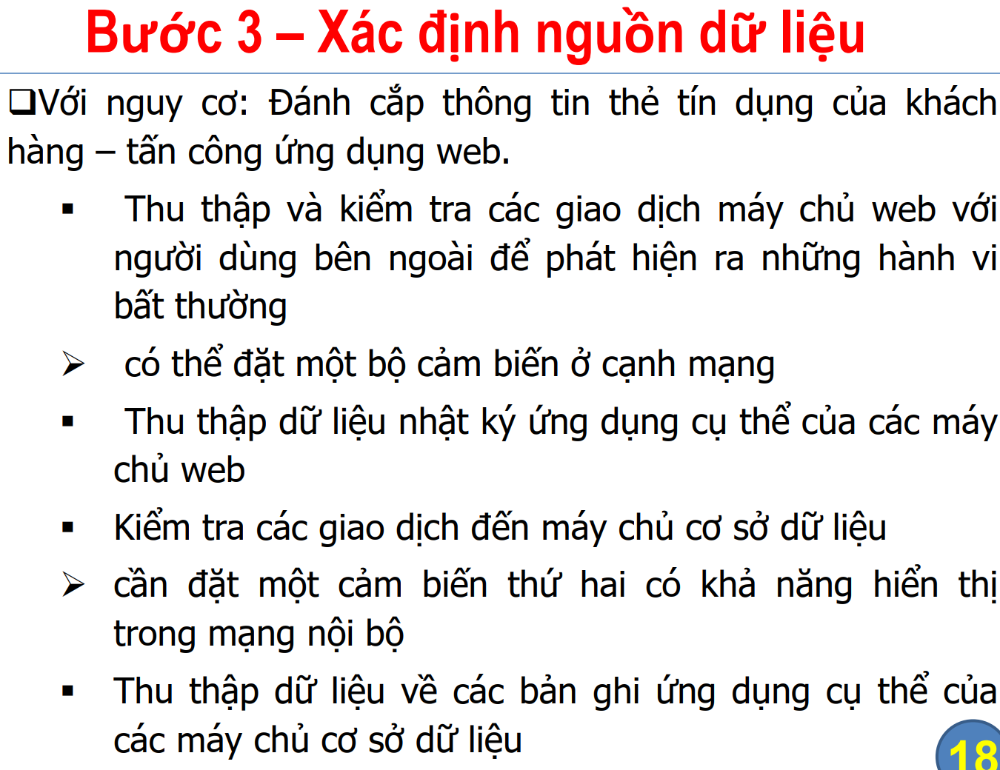 Bước 3 – Xác định nguồn dữ liệu
❑Với nguy cơ: Đánh cắp thông tin thẻ tín dụng của khách
hàng – tấn công ứng dụng web.
▪ Thu thập và kiểm tra các giao dịch máy chủ web với
người dùng bên ngoài để phát hiện ra những hành vi
bất thường
➢ có thể đặt một bộ cảm biến ở cạnh mạng
▪ Thu thập dữ liệu nhật ký ứng dụng cụ thể của các máy
chủ web
▪ Kiểm tra các giao dịch đến máy chủ cơ sở dữ liệu
➢ cần đặt một cảm biến thứ hai có khả năng hiển thị
trong mạng nội bộ
▪ Thu thập dữ liệu về các bản ghi ứng dụng cụ thể của
các máy chủ cơ sở dữ liệu
18